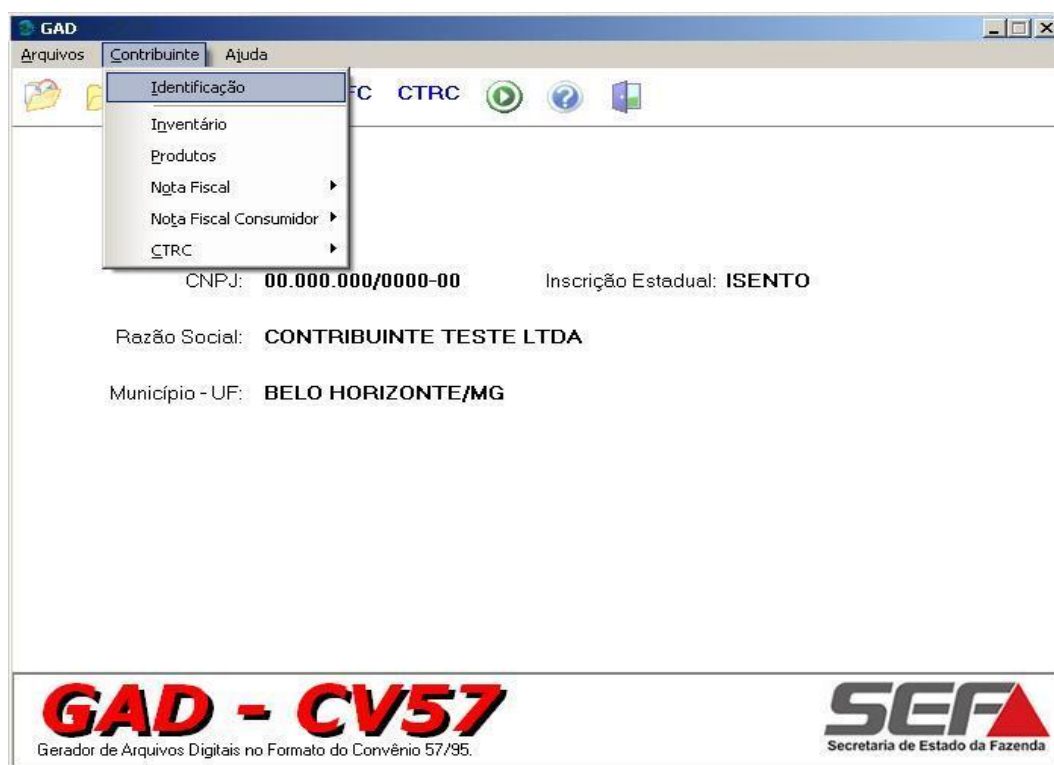 GAD
Arquivos Contribuinte Ajuda
CTRC
Identificação
Inventário
Produtos
Nota Fiscal
Nota Fiscal Consumidor
CTRC
CNPJ: 00.000.000/0000-00 Inscrição Estadual: ISENTO
Razão Social: CONTRIBUINTE TESTE LTDA
Município - UF: BELO HORIZONTE/MG
GAD - CV57
Gerador de Arquivos Digitais no Formato do Convênio 57/95.
SEF
Secretaria de Estado da Fazenda